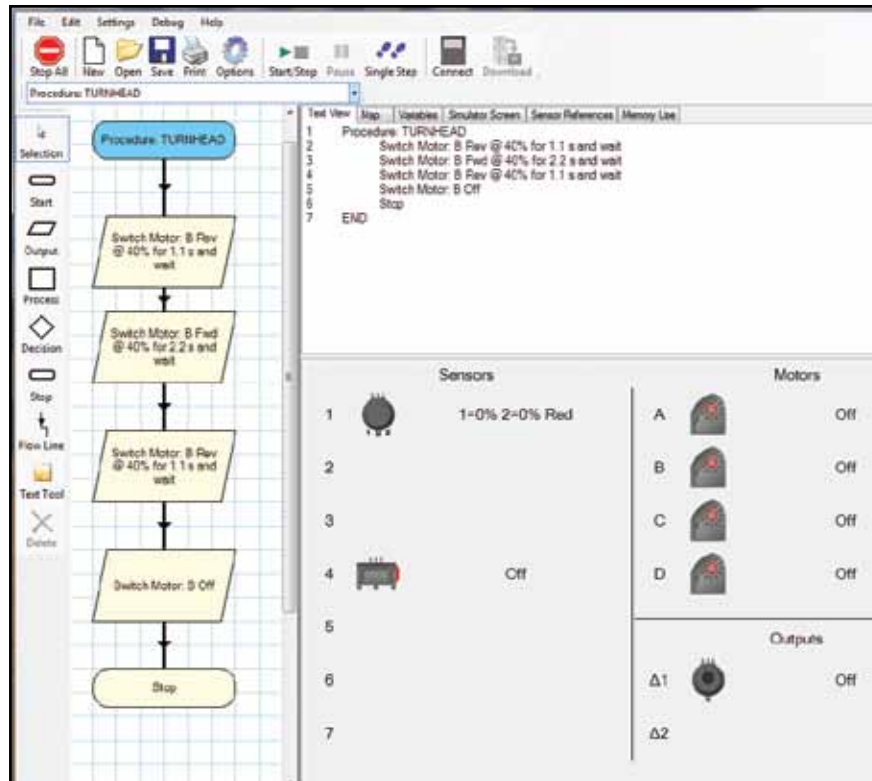 File Edit Settings Debug Help
Stop All New Open Save Print Options Start/Stop Pause Single Step Connect Download
Procedure: TURNHEAD
Selection
Start
Output
Process
Decision
Stop
Flow Line
Text Tool
Delete
Procedure: TURNHEAD
Switch Motor: B Rev
@ 40% for 1.1 s and
wait
Switch Motor: B Fwd
@ 40% for 2.2 s and
wait
Switch Motor: B Rev
@ 40% for 1.1 s and
wait
Switch Motor: B Off
Stop
Text View Map Variables Simulator Screen Sensor References Memory Use
1 Procedure: TURNHEAD
2 Switch Motor: B Rev @ 40% for 1.1 s and wait
3 Switch Motor: B Fwd @ 40% for 2.2 s and wait
4 Switch Motor: B Rev @ 40% for 1.1 s and wait
5 Switch Motor: B Off
6 Stop
7 END
Sensors
1 1=0% 2=0% Red
2
3
4 Off
5
6
7
Motors
A Off
B Off
C Off
D Off
Outputs
Δ1 Off
Δ2